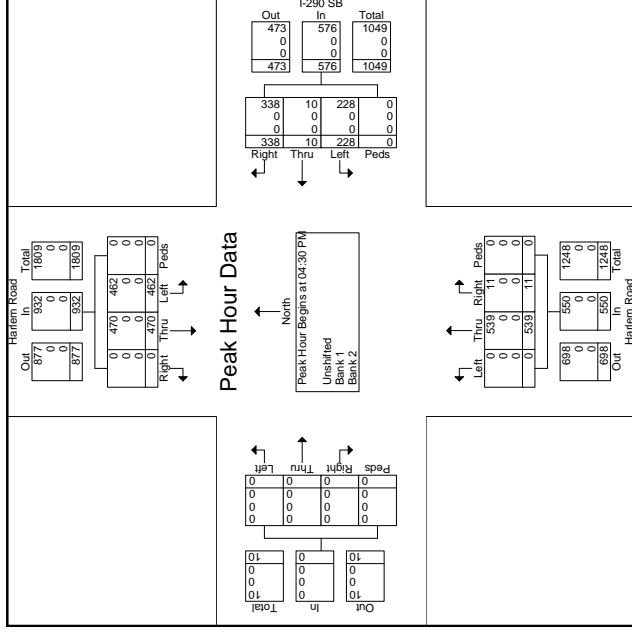 I-290 SB
Out In Total
473 576 1049
0 0 0
0 0 0
473 576 1049
338 10 228 0
0 0 0 0
0 0 0 0
338 10 228 0
Right Thru Left Peds
Harlem Road
Out In Total
877 932 1809
0 0 0
0 0 0
877 932 1809
0 470 462 0
0 0 0 0
0 0 0 0
0 470 462 0
Right Thru Left Peds
Peak Hour Data
North
Peak Hour Begins at 04:30 PM
Unshifted
Bank 1
Bank 2
Left Thru Right Peds
0 539 11 0
0 0 0 0
0 0 0 0
0 539 11 0
698 550 1248
0 0 0
0 0 0
698 550 1248
Out In Total
Harlem Road
Left Thru Right Peds
0 0 0 0
0 0 0 0
0 0 0 0
0 0 0 0
10 0 10
0 0 0
0 0 0
10 0 10
Out In Total